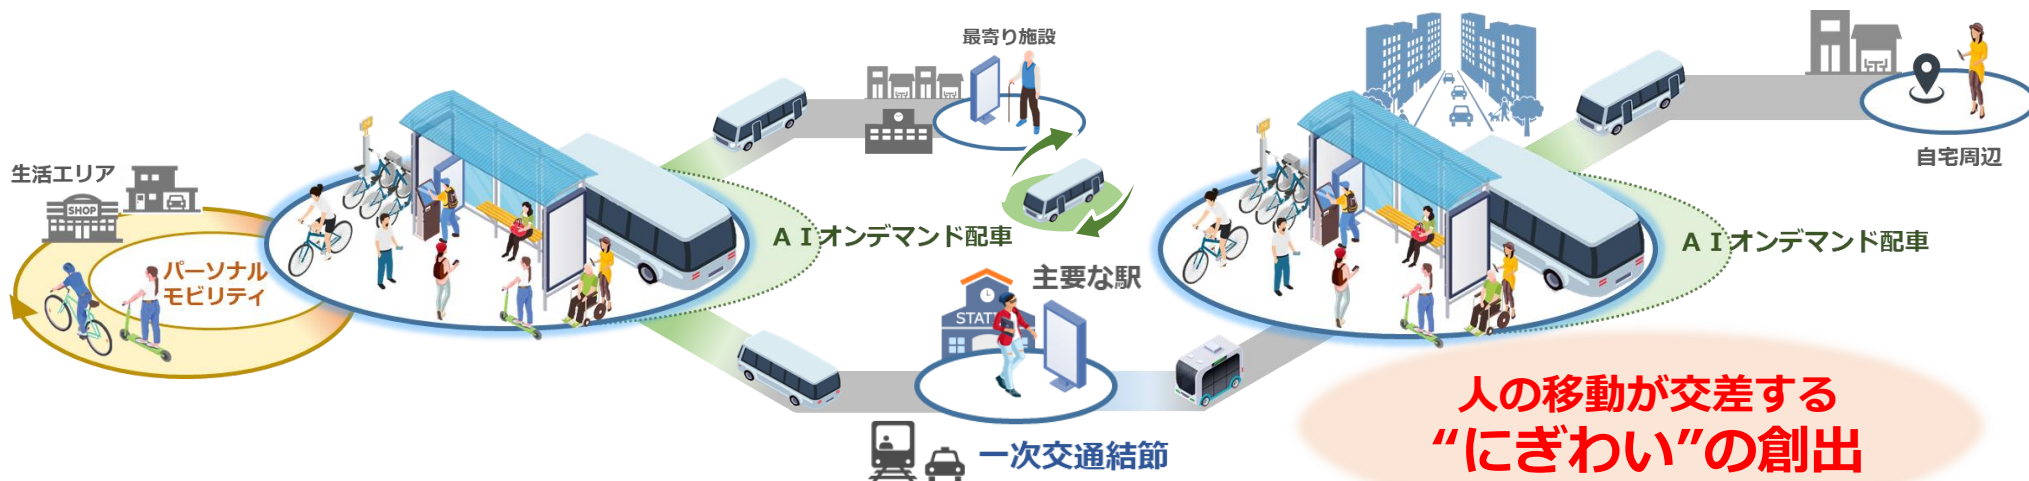 最寄り施設
生活エリア
SHOP
パーソナル
モビリティ
ＡＩオンデマンド配車
主要な駅
STAT
一次交通結節
自宅周辺
ＡＩオンデマンド配車
人の移動が交差する
“にぎわい”の創出